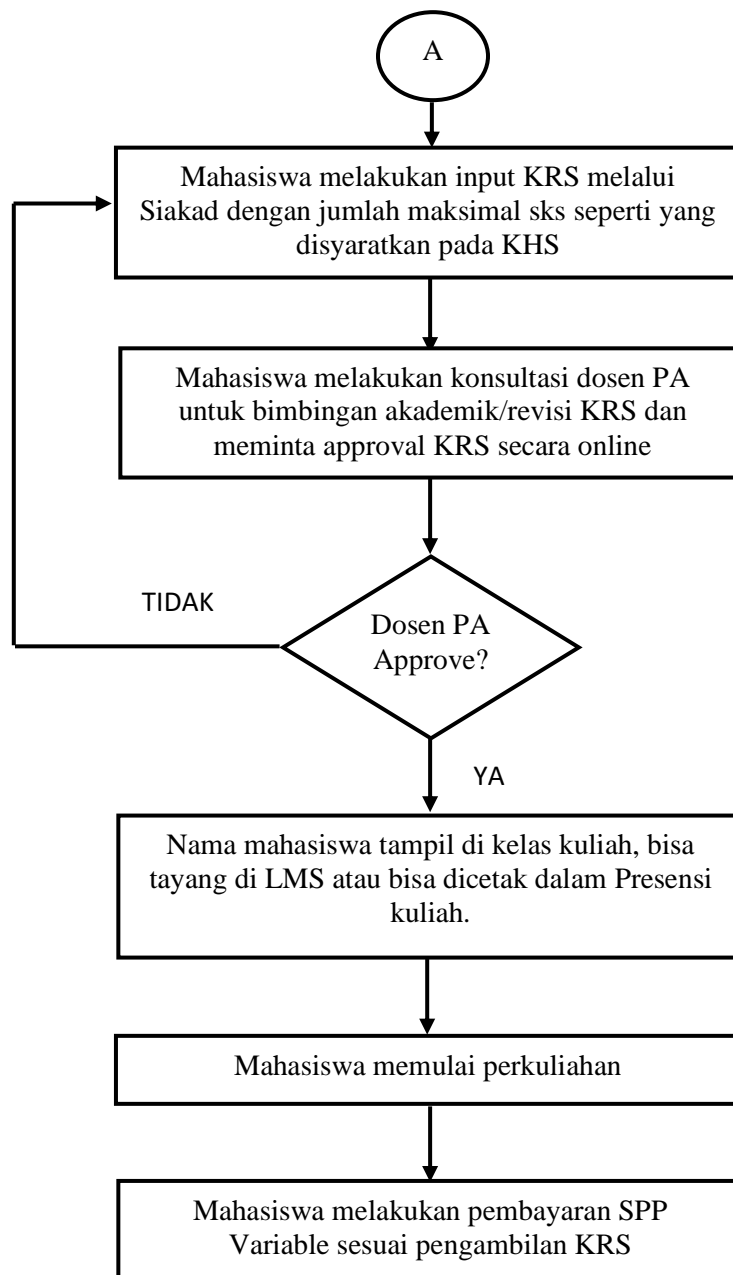 A
Mahasiswa melakukan input KRS melalui
Siakad dengan jumlah maksimal sks seperti yang
disyaratkan pada KHS
Mahasiswa melakukan konsultasi dosen PA
untuk bimbingan akademik/revisi KRS dan
meminta approval KRS secara online
TIDAK
Dosen PA
Approve?
YA
Nama mahasiswa tampil di kelas kuliah, bisa
tayang di LMS atau bisa dicetak dalam Presensi
kuliah.
Mahasiswa memulai perkuliahan
Mahasiswa melakukan pembayaran SPP
Variable sesuai pengambilan KRS